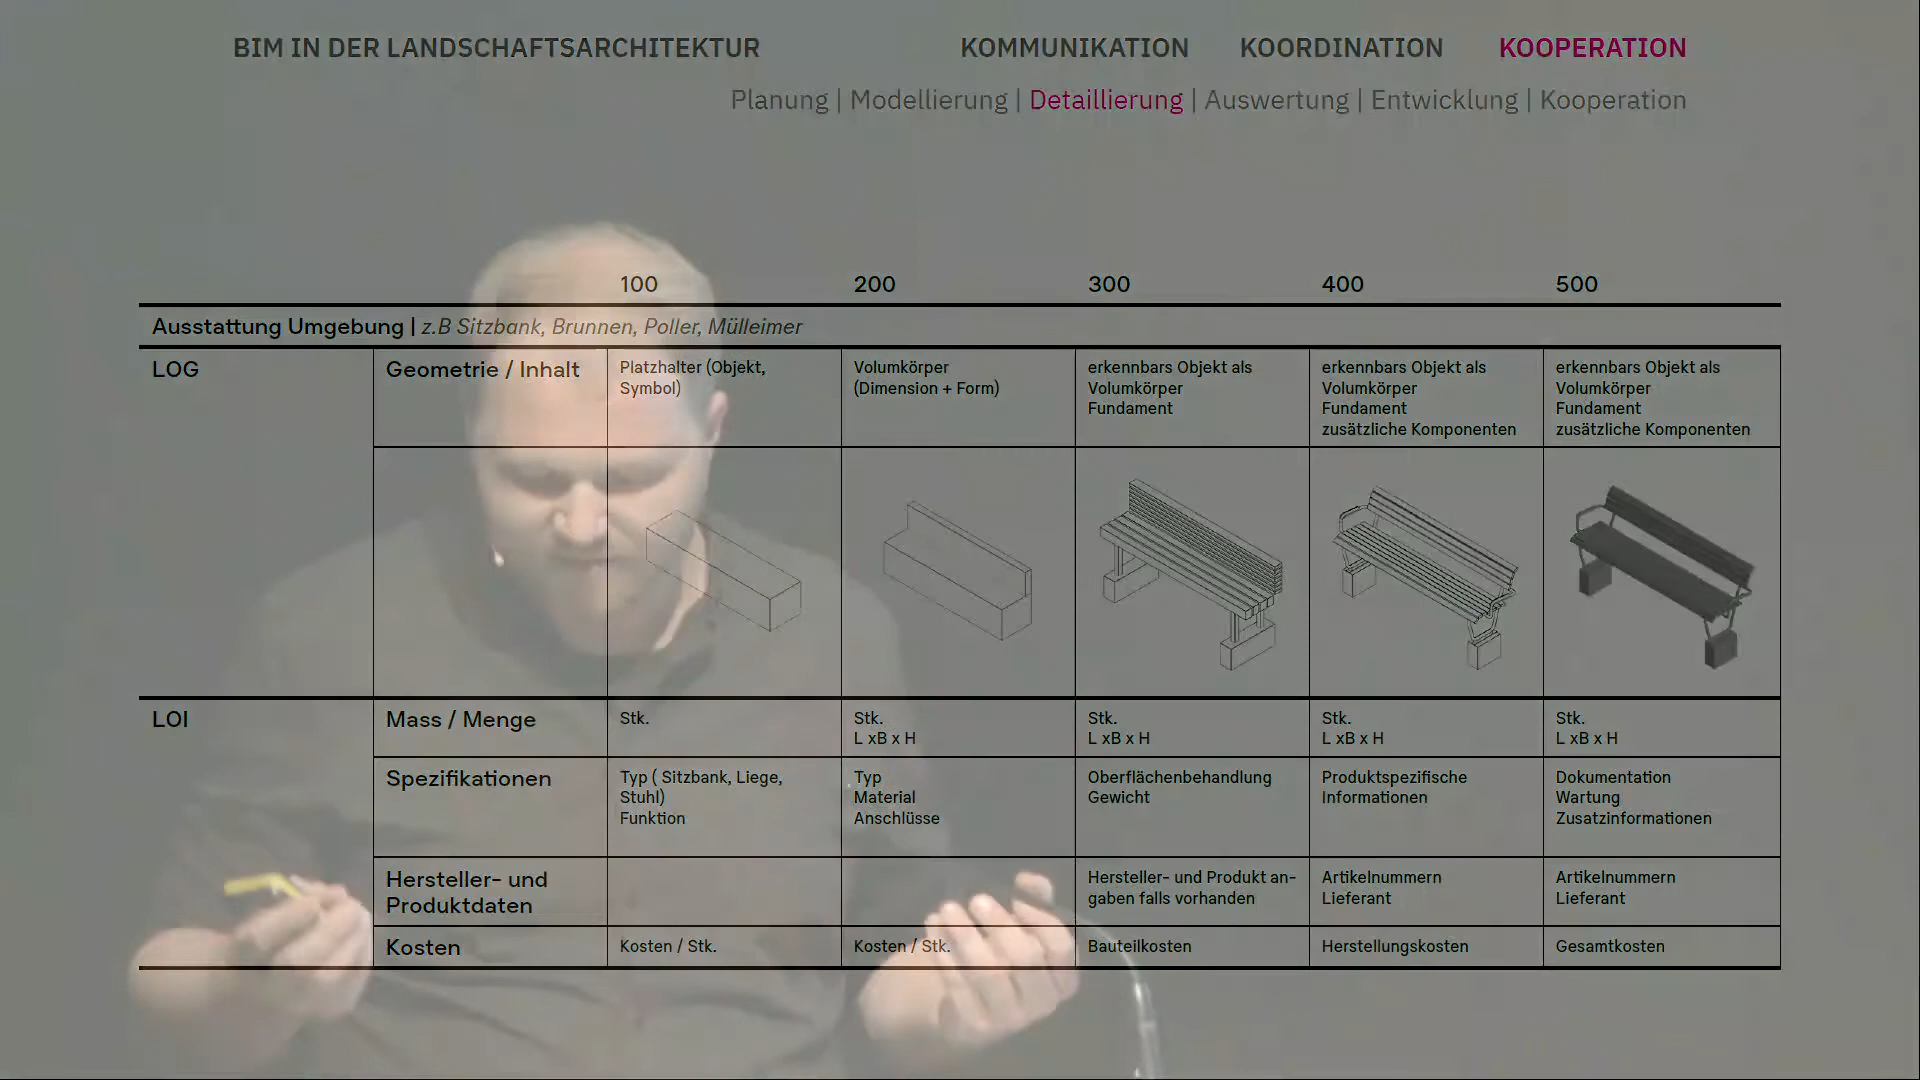 BIM IN DER LANDSCHAFTSARCHITEKTUR KOMMUNIKATION KOORDINATION KOOPERATION
Planung | Modellierung | Detaillierung | Auswertung | Entwicklung | Kooperation
100 200 300 400 500
Ausstattung Umgebung | z.B Sitzbank, Brunnen, Poller, Mülleimer
LOG
Geometrie / Inhalt
Platzhalter (Objekt,
Symbol)
Volumkörper
(Dimension + Form)
erkennbars Objekt als
Volumkörper
Fundament
erkennbars Objekt als
Volumkörper
Fundament
zusätzliche Komponenten
erkennbars Objekt als
Volumkörper
Fundament
zusätzliche Komponenten
LOI
Mass / Menge
Stk.
Stk.
L xB x H
Stk.
L xB x H
Stk.
L xB x H
Stk.
L xB x H
Spezifikationen
Typ ( Sitzbank, Liege,
Stuhl)
Funktion
Typ
Material
Anschlüsse
Oberflächenbehandlung
Gewicht
Produktspezifische
Informationen
Dokumentation
Wartung
Zusatzinformationen
Hersteller- und
Produktdaten
Hersteller- und Produkt an-
gaben falls vorhanden
Artikelnummern
Lieferant
Artikelnummern
Lieferant
Kosten
Kosten / Stk.
Kosten / Stk.
Bauteilkosten
Herstellungskosten
Gesamtkosten